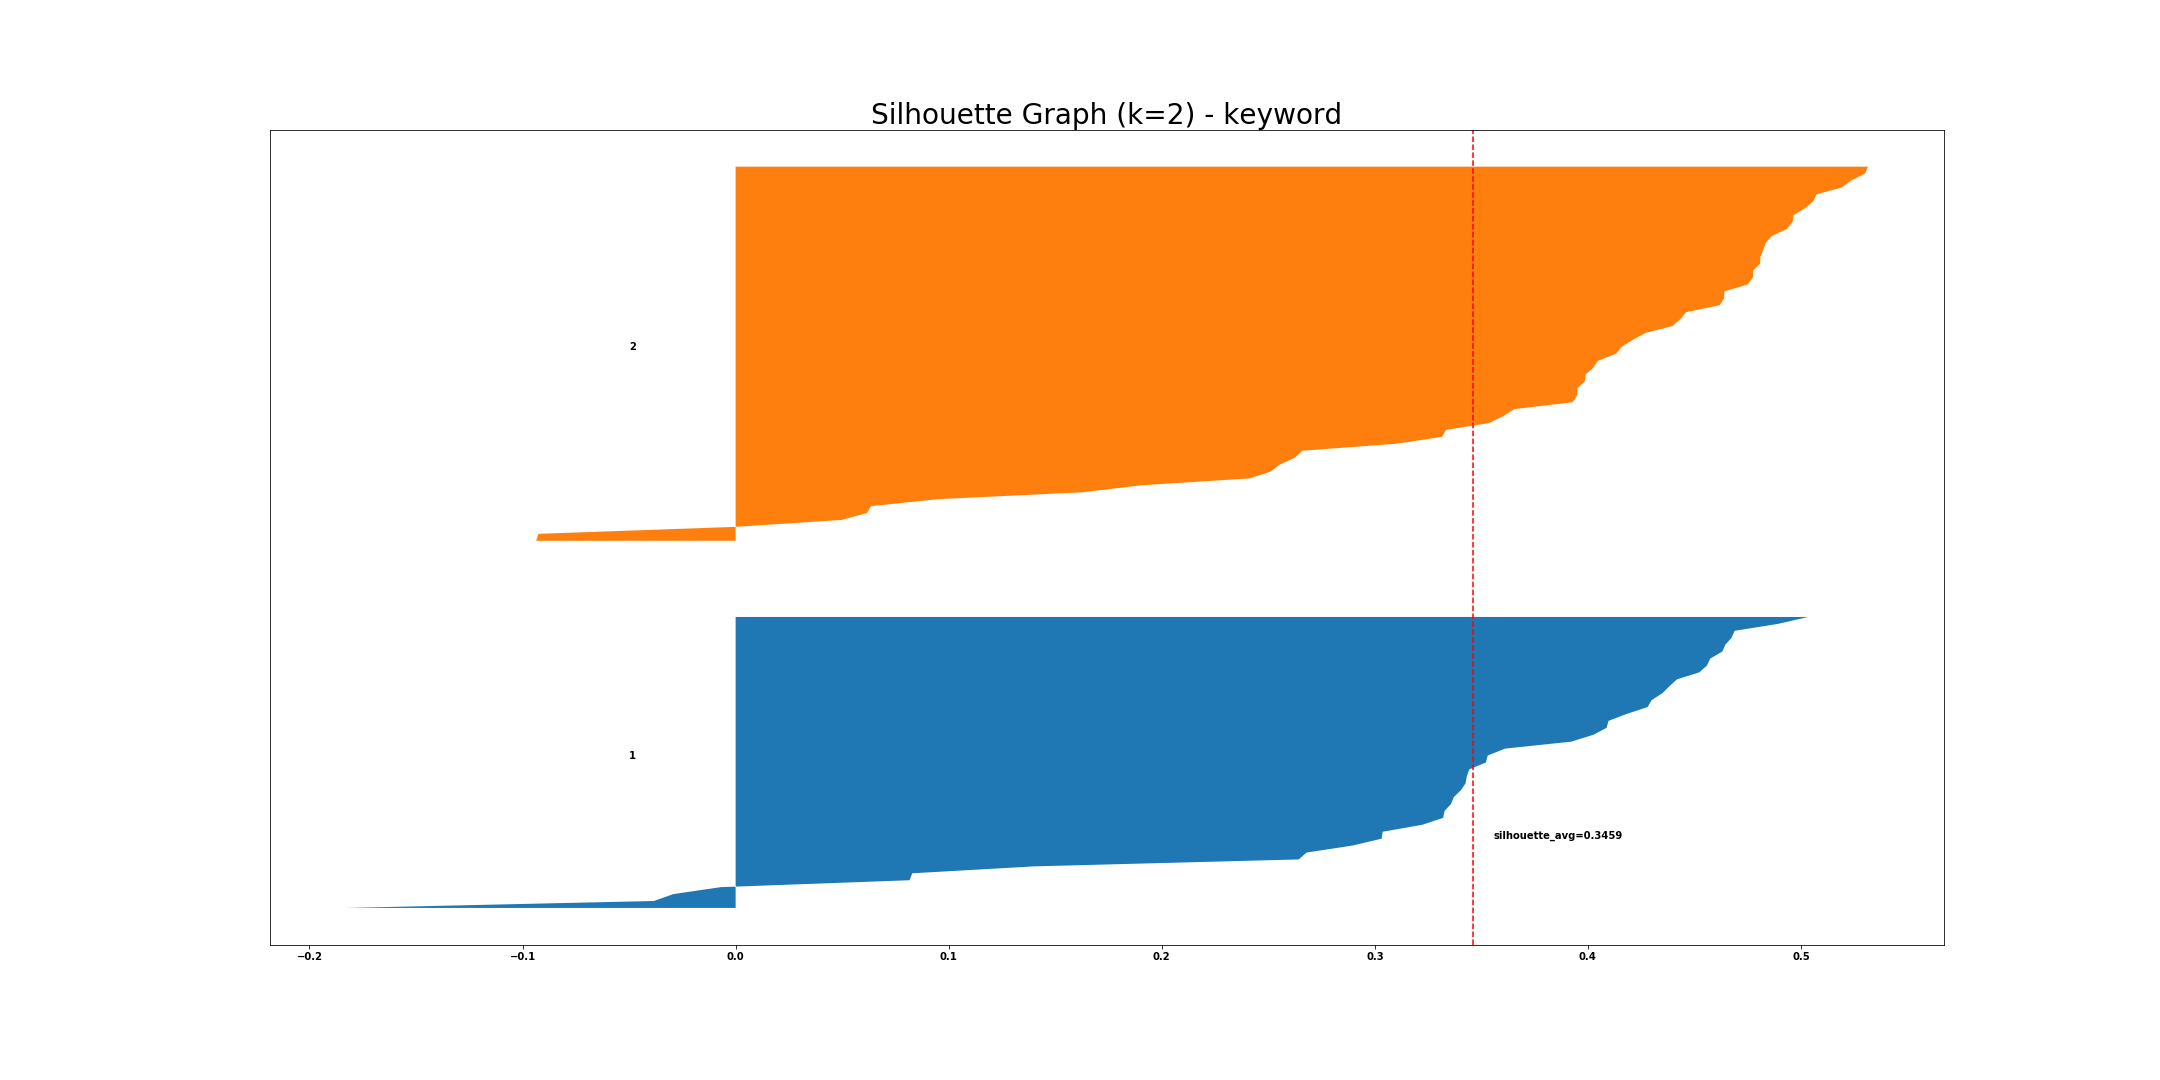 Silhouette Graph (k=2) - keyword
2
1
silhouette_avg=0.3459
−0.2 −0.1 0.0 0.1 0.2 0.3 0.4 0.5